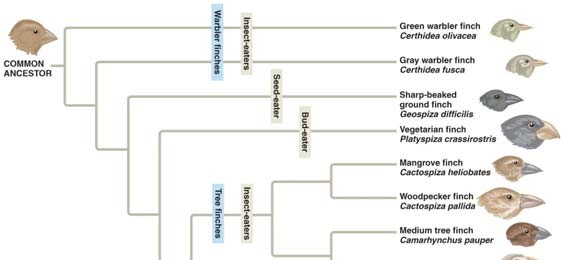 COMMON
ANCESTOR
Warbler finches
Insect-eaters
Green warbler finch
Certhidea olivacea
Gray warbler finch
Certhidea fusca
Seed-eater
Sharp-beaked
ground finch
Geospiza difficilis
Bud-eater
Vegetarian finch
Platyspiza crassirostris
Mangrove finch
Cactospiza heliobates
Tree finches
Insect-eaters
Woodpecker finch
Cactospiza pallida
Medium tree finch
Camarhynchus pauper